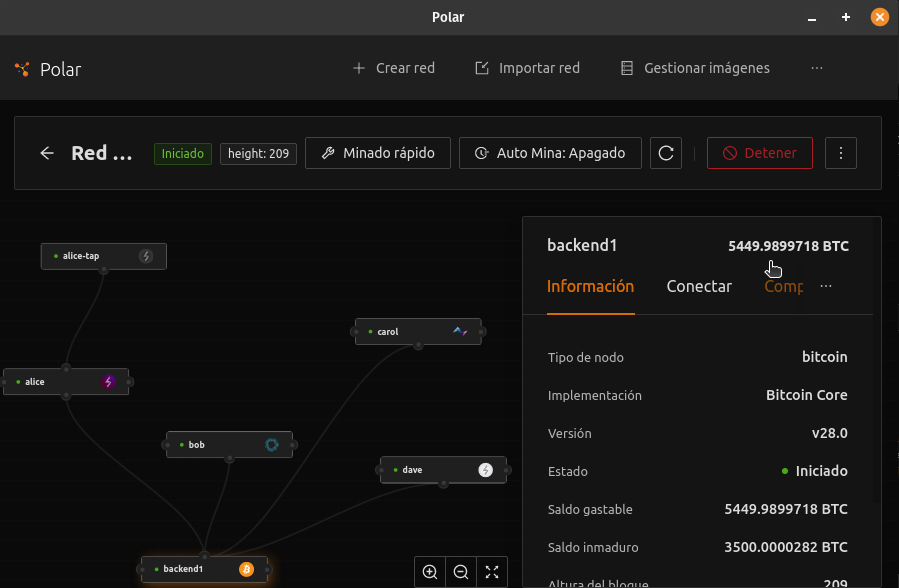 Polar
Polar
Crear red
Importar red
Gestionar imágenes
...
Red ...
Iniciado
height: 209
Minado rápido
Auto Mina: Apagado
Detener
alice-tap
carol
alice
bob
dave
backend1
backend1
5449.9899718 BTC
Información
Conectar
Comp
...
Tipo de nodo
bitcoin
Implementación
Bitcoin Core
Versión
v28.0
Estado
Iniciado
Saldo gastable
5449.9899718 BTC
Saldo inmaduro
3500.0000282 BTC
Altura del bloque
209